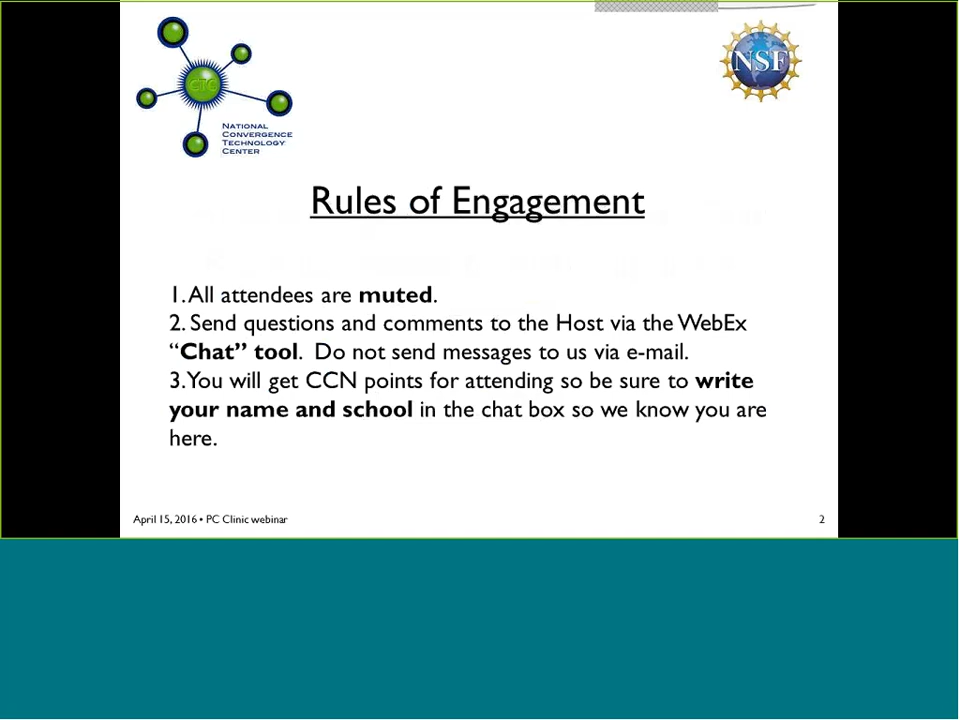 CTC
NSF
NATIONAL
CONVERGENCE
TECHNOLOGY
CENTER
Rules of Engagement
1. All attendees are muted.
2. Send questions and comments to the Host via the WebEx
“Chat” tool.  Do not send messages to us via e-mail.
3. You will get CCN points for attending so be sure to write
your name and school in the chat box so we know you are
here.
April 15, 2016 • PC Clinic webinar
2